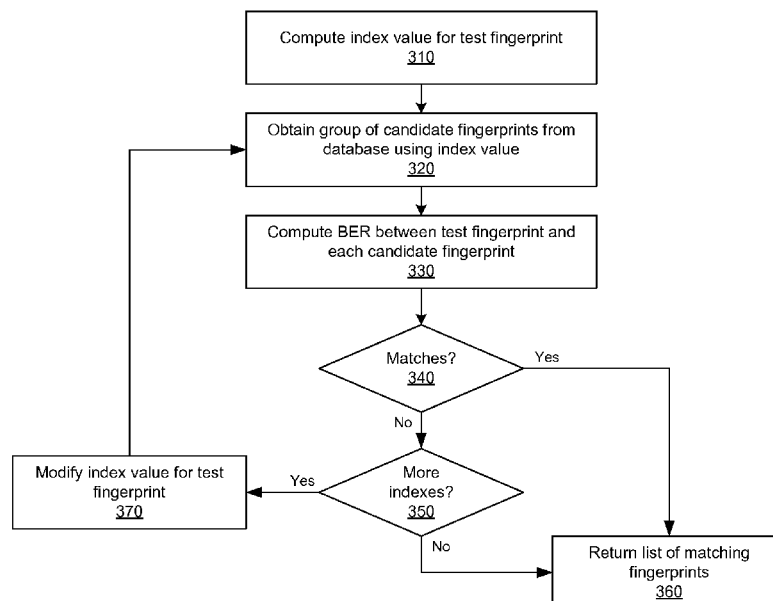 Compute index value for test fingerprint
310
Obtain group of candidate fingerprints from
database using index value
320
Compute BER between test fingerprint and
each candidate fingerprint
330
Matches?
340
Yes
No
More
indexes?
350
Yes
No
Modify index value for test
fingerprint
370
Return list of matching
fingerprints
360